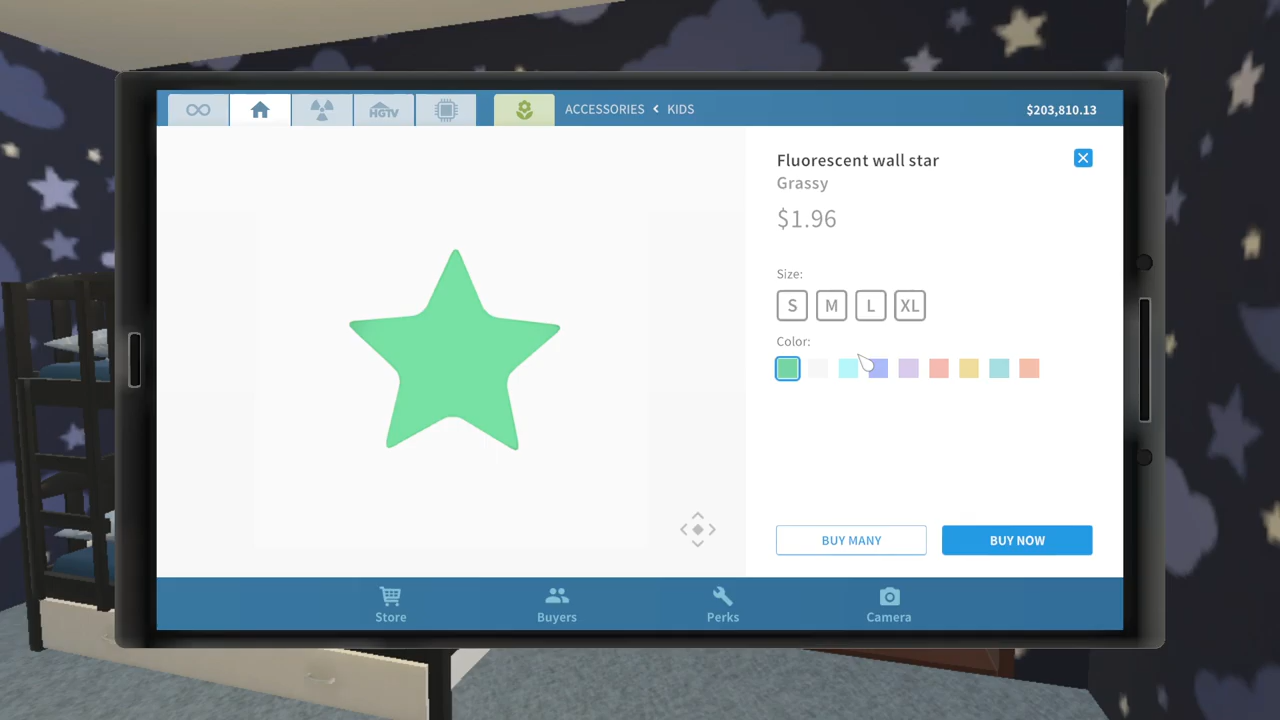 HGTV
ACCESSORIES < KIDS
$203,810.13
Fluorescent wall star
Grassy
$1.96
Size:
S M L XL
Color:
BUY MANY
BUY NOW
Store
Buyers
Perks
Camera